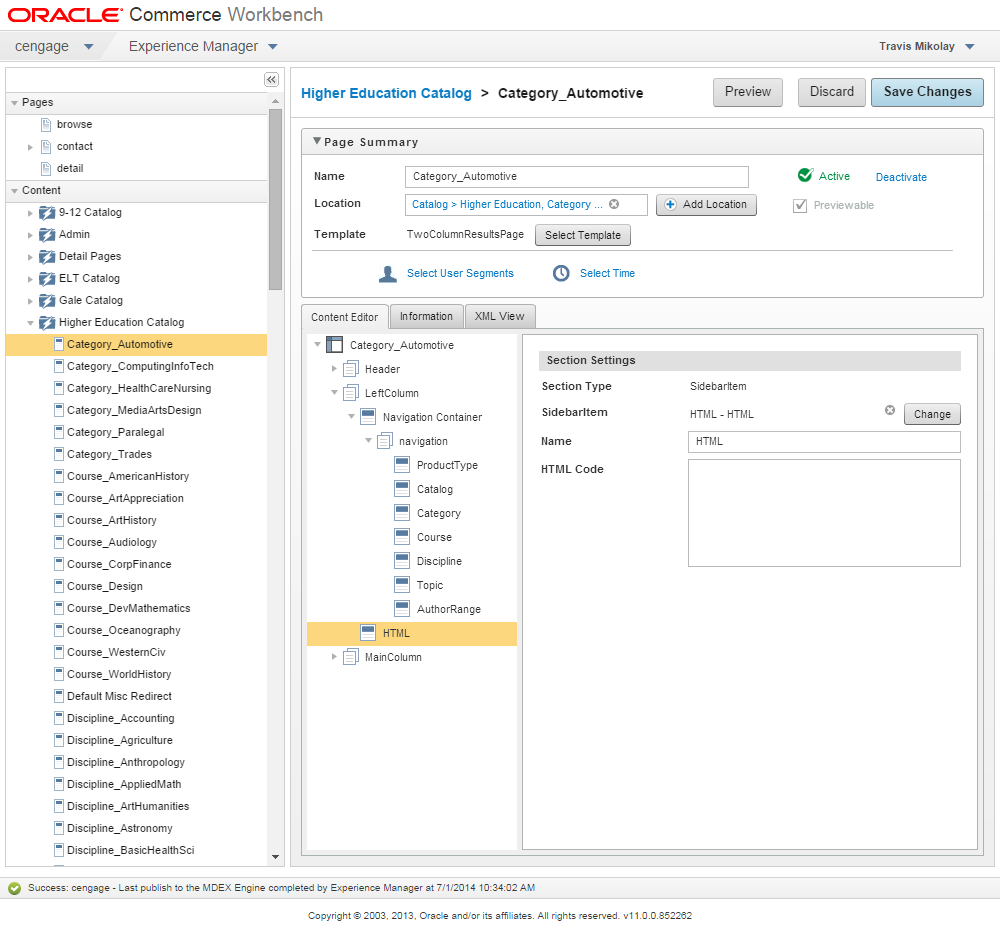 ORACLE Commerce Workbench
cengage Experience Manager Travis Mikolay
Pages
browse
contact
detail
Content
9-12 Catalog
Admin
Detail Pages
ELT Catalog
Gale Catalog
Higher Education Catalog
Category_Automotive
Category_ComputingInfoTech
Category_HealthCareNursing
Category_MediaArtsDesign
Category_Paralegal
Category_Trades
Course_AmericanHistory
Course_ArtAppreciation
Course_ArtHistory
Course_Audiology
Course_CorpFinance
Course_Design
Course_DevMathematics
Course_Oceanography
Course_WesternCiv
Course_WorldHistory
Default Misc Redirect
Discipline_Accounting
Discipline_Agriculture
Discipline_Anthropology
Discipline_AppliedMath
Discipline_ArtHumanities
Discipline_Astronomy
Discipline_BasicHealthSci
Higher Education Catalog > Category_Automotive Preview Discard Save Changes
Page Summary
Name Category_Automotive Active Deactivate
Location Catalog > Higher Education, Category ... Add Location Previewable
Template TwoColumnResultsPage Select Template
Select User Segments Select Time
Content Editor Information XML View
Category_Automotive
Header
LeftColumn
Navigation Container
navigation
ProductType
Catalog
Category
Course
Discipline
Topic
AuthorRange
HTML
MainColumn
Section Settings
Section Type SidebarItem
SidebarItem HTML - HTML Change
Name HTML
HTML Code
Success: cengage - Last publish to the MDEX Engine completed by Experience Manager at 7/1/2014 10:34:02 AM
Copyright © 2003, 2013, Oracle and/or its affiliates. All rights reserved. v11.0.0.852262